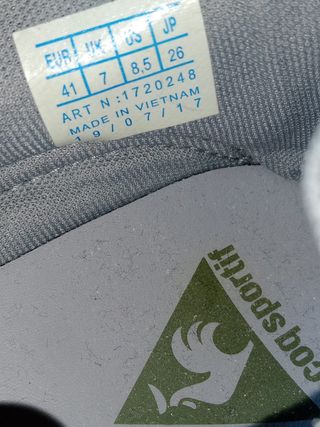 EUR UK US JP
41 7 8,5 26
ART N : 1720248
MADE IN VIETNAM
19/07/17
coq sportif